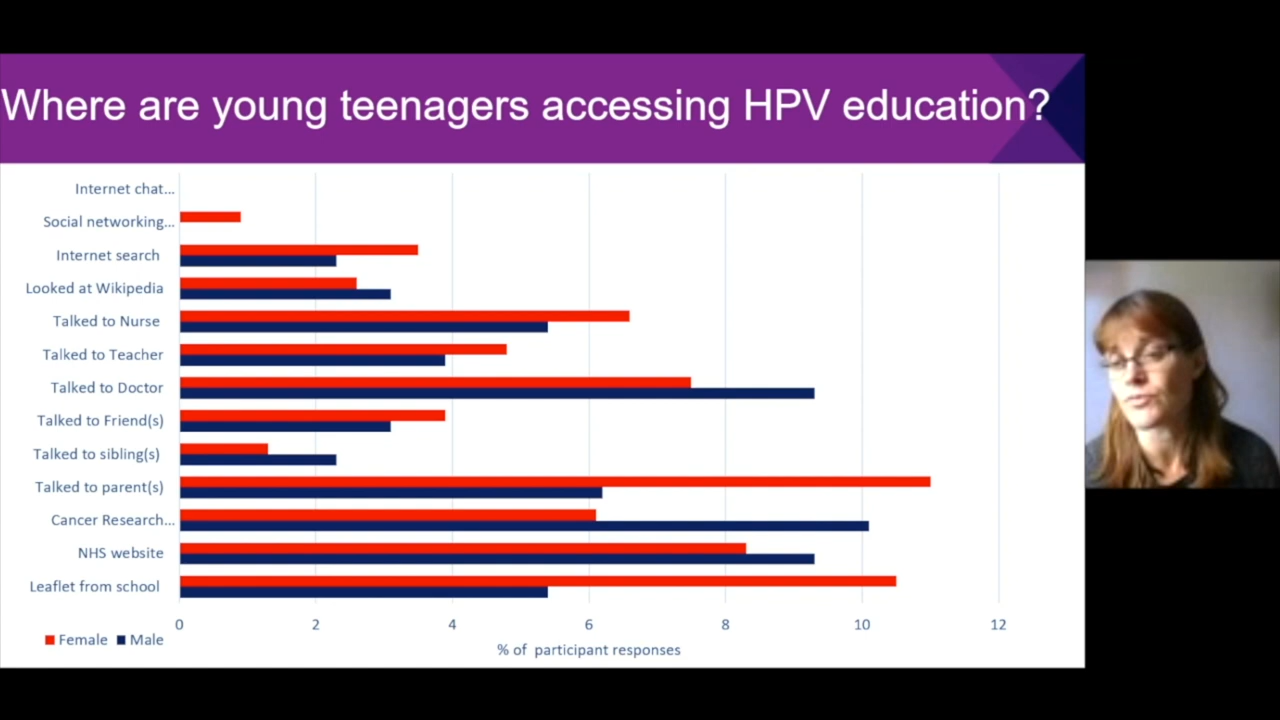 Where are young teenagers accessing HPV education?
Internet chat...
Social networking...
Internet search
Looked at Wikipedia
Talked to Nurse
Talked to Teacher
Talked to Doctor
Talked to Friend(s)
Talked to sibling(s)
Talked to parent(s)
Cancer Research...
NHS website
Leaflet from school
0 2 4 6 8 10 12
Female Male
% of participant responses